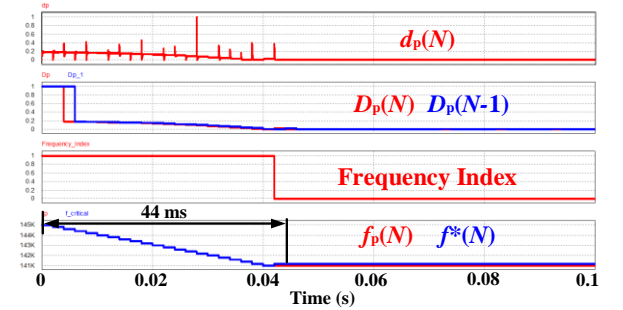 dp
1
0.8
0.6
0.4
0.2
0
dp(N)
Dp Dp_1
1
0.8
0.6
0.4
0.2
0
Dp(N) Dp(N-1)
Frequency_Index
1
0.8
0.6
0.4
0.2
0
Frequency Index
f_critical
44 ms
145K
144K
143K
142K
141K
fp(N) f*(N)
0 0.02 0.04 0.06 0.08 0.1
Time (s)